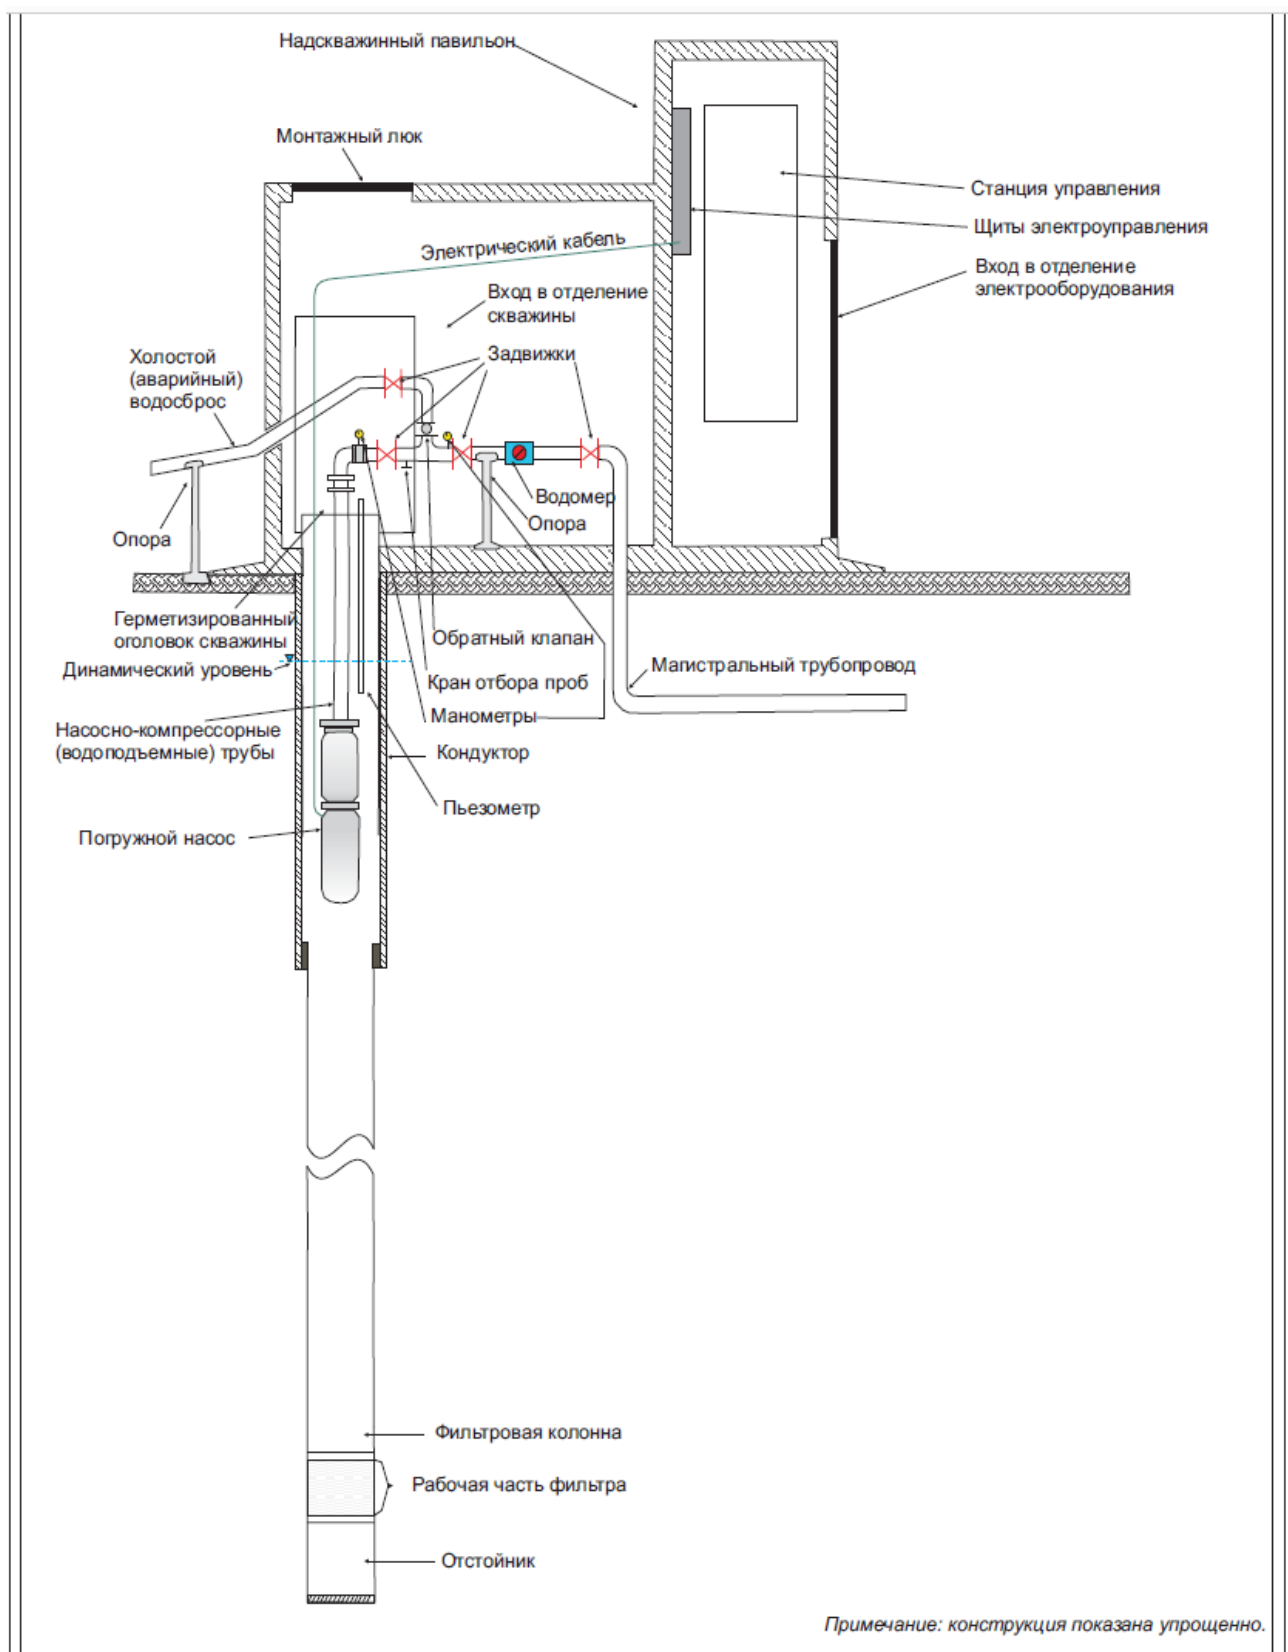 Надскважинный павильон
Монтажный люк
Станция управления
Щиты электроуправления
Электрический кабель
Вход в отделение
электрооборудования
Вход в отделение
скважины
Задвижки
Холостой
(аварийный)
водосброс
Водомер
Опора
Опора
Герметизированный
оголовок скважины
Обратный клапан
Динамический уровень
Магистральный трубопровод
Кран отбора проб
Манометры
Насосно-компрессорные
(водоподъемные) трубы
Кондуктор
Пьезометр
Погружной насос
Фильтровая колонна
Рабочая часть фильтра
Отстойник
Примечание: конструкция показана упрощенно.